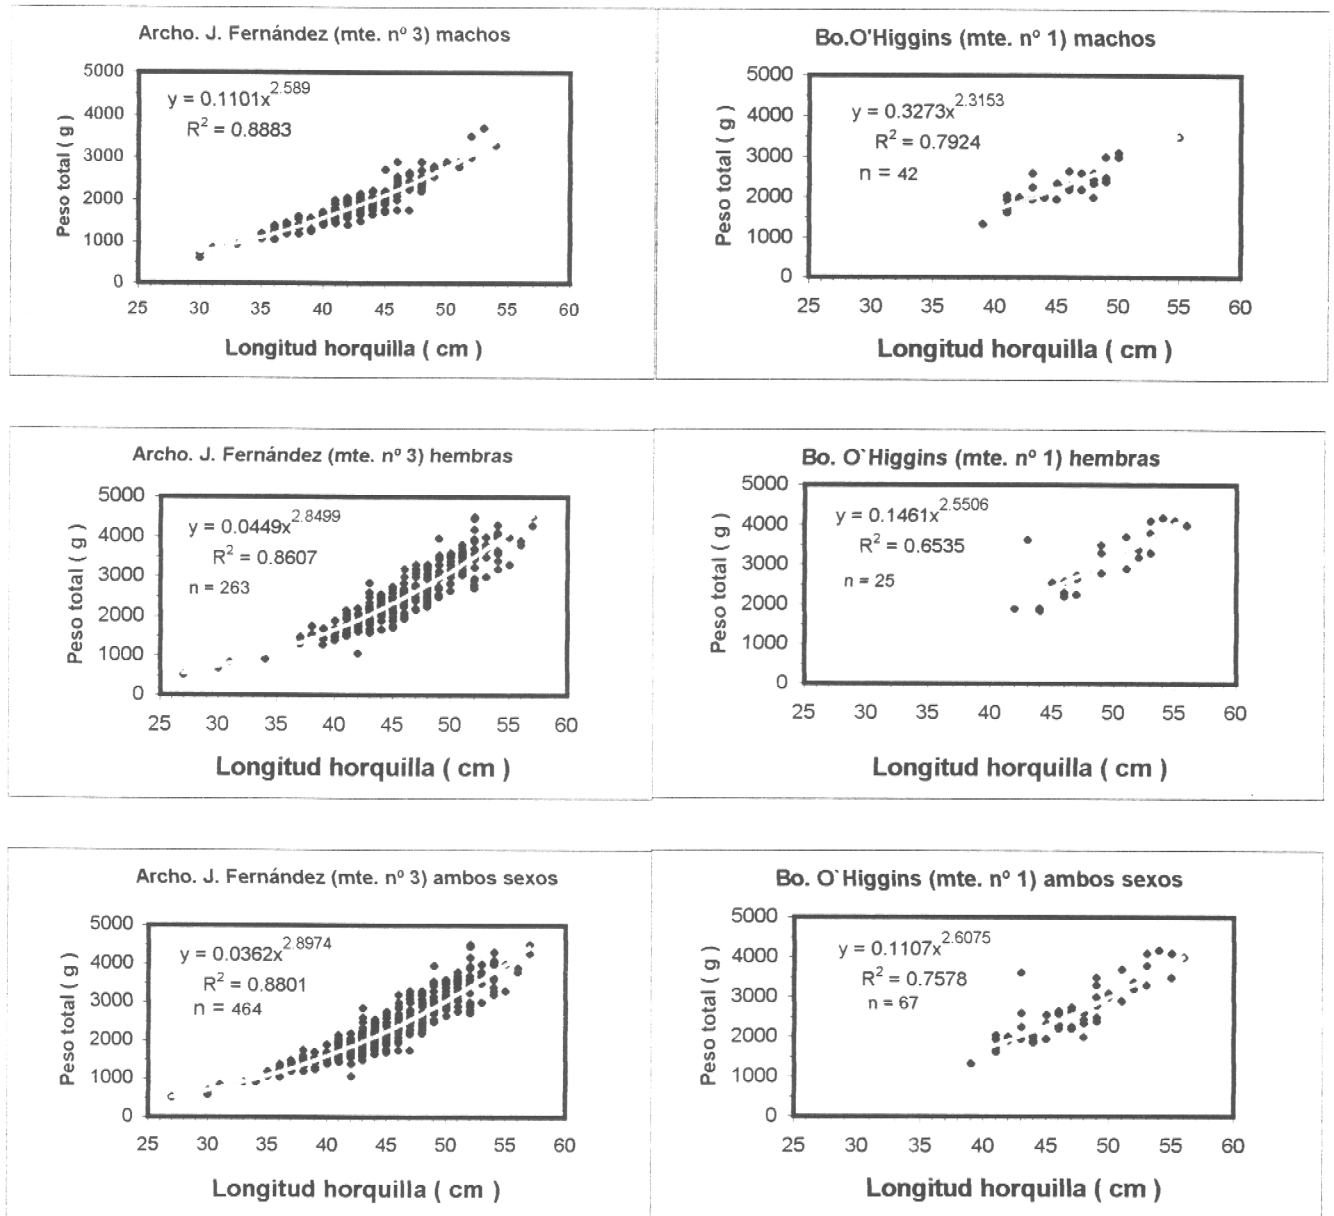 Archo. J. Fernández (mte. nº 3) machos
5000
4000
3000
2000
1000
0
Peso total ( g )
y = 0.1101x^2.589
R² = 0.8883
25 30 35 40 45 50 55 60
Longitud horquilla ( cm )
Bo.O'Higgins (mte. nº 1) machos
5000
4000
3000
2000
1000
0
Peso total ( g )
y = 0.3273x^2.3153
R² = 0.7924
n = 42
25 30 35 40 45 50 55 60
Longitud horquilla ( cm )
Archo. J. Fernández (mte. nº 3) hembras
5000
4000
3000
2000
1000
0
Peso total ( g )
y = 0.0449x^2.8499
R² = 0.8607
n = 263
25 30 35 40 45 50 55 60
Longitud horquilla ( cm )
Bo. O`Higgins (mte. nº 1) hembras
5000
4000
3000
2000
1000
0
Peso total ( g )
y = 0.1461x^2.5506
R² = 0.6535
n = 25
25 30 35 40 45 50 55 60
Longitud horquilla ( cm )
Archo. J. Fernández (mte. nº 3) ambos sexos
5000
4000
3000
2000
1000
0
Peso total ( g )
y = 0.0362x^2.8974
R² = 0.8801
n = 464
25 30 35 40 45 50 55 60
Longitud horquilla ( cm )
Bo. O`Higgins (mte. nº 1) ambos sexos
5000
4000
3000
2000
1000
0
Peso total ( g )
y = 0.1107x^2.6075
R² = 0.7578
n = 67
25 30 35 40 45 50 55 60
Longitud horquilla ( cm )